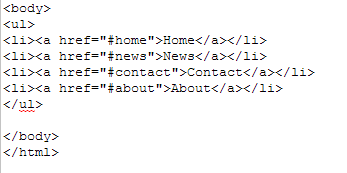 <body>
<ul>
<li><a href="#home">Home</a></li>
<li><a href="#news">News</a></li>
<li><a href="#contact">Contact</a></li>
<li><a href="#about">About</a></li>
</ul>

</body>
</html>